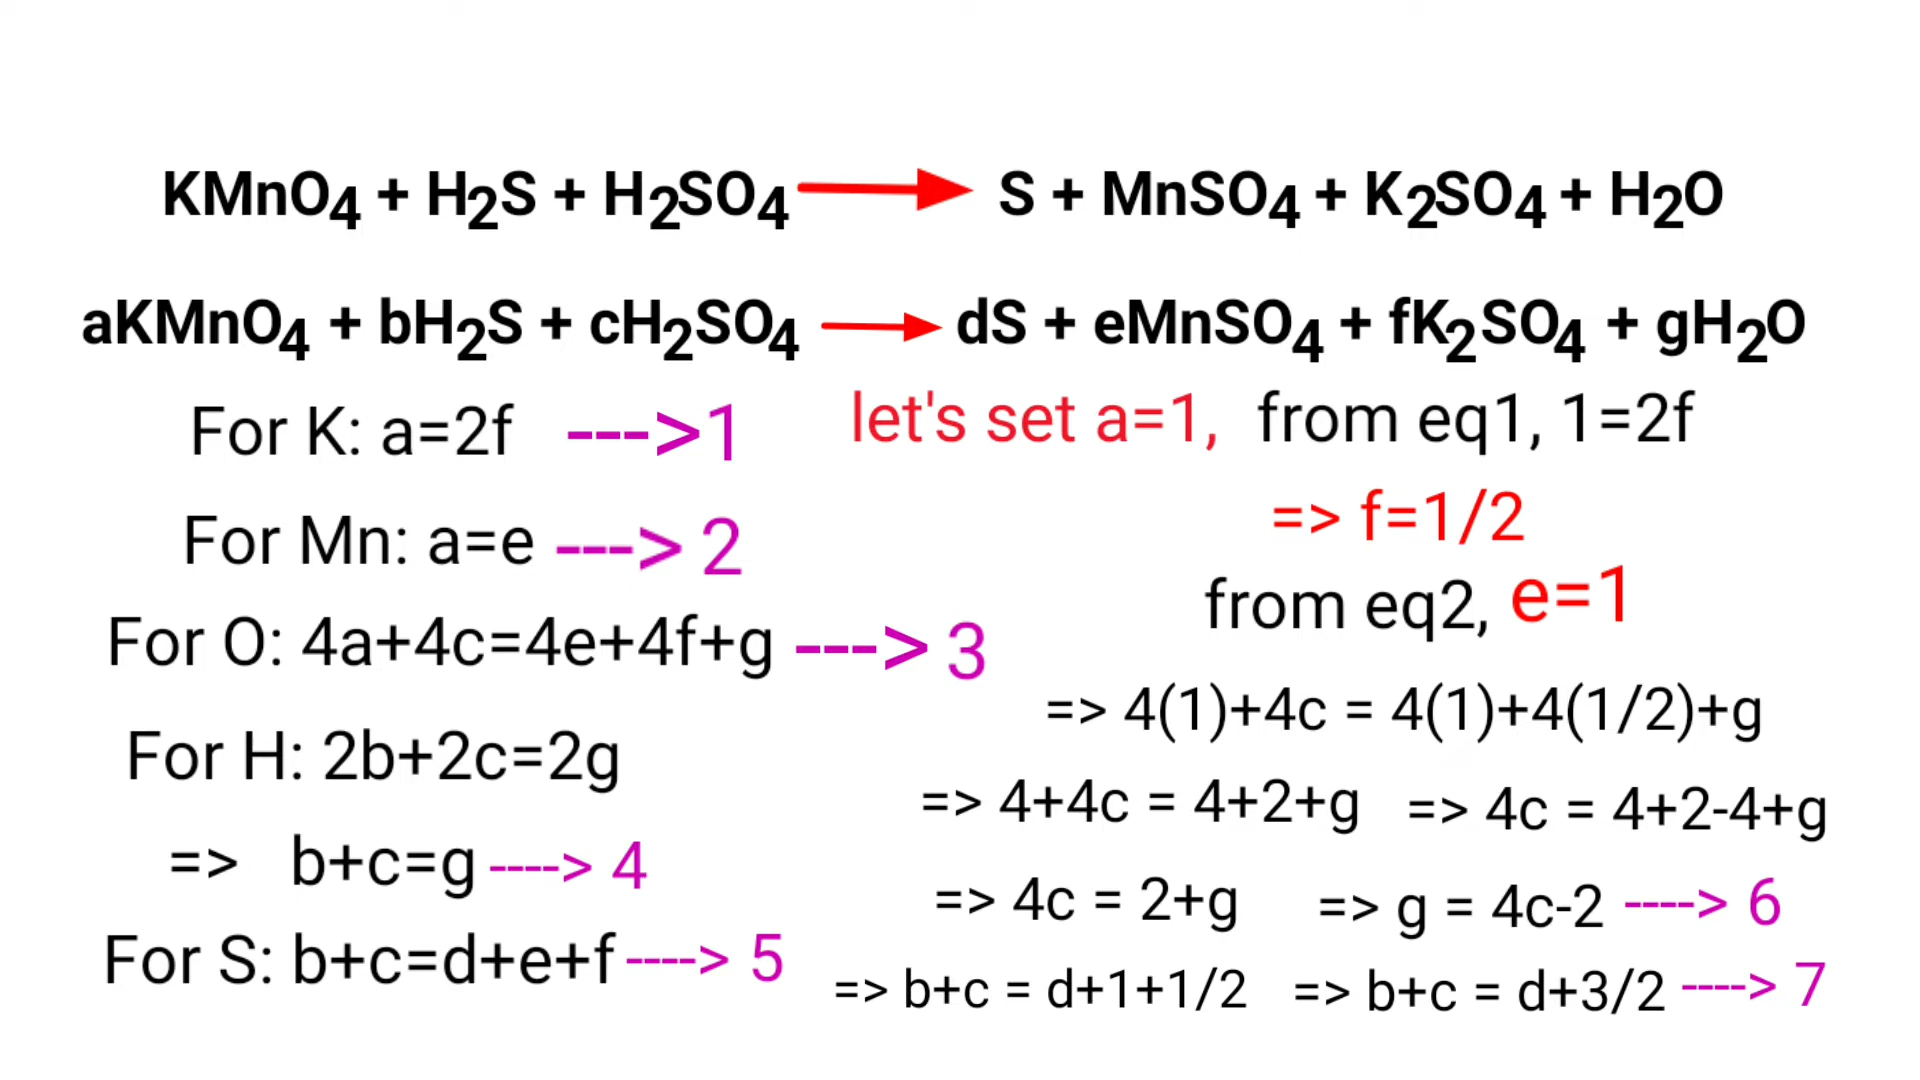 KMnO4 + H2S + H2SO4 → S + MnSO4 + K2SO4 + H2O
aKMnO4 + bH2S + cH2SO4 → dS + eMnSO4 + fK2SO4 + gH2O
For K: a=2f --->1
For Mn: a=e ---> 2
For O: 4a+4c=4e+4f+g ---> 3
For H: 2b+2c=2g
=> b+c=g ----> 4
For S: b+c=d+e+f ----> 5
let's set a=1, from eq1, 1=2f
=> f=1/2
from eq2, e=1
=> 4(1)+4c = 4(1)+4(1/2)+g
=> 4+4c = 4+2+g => 4c = 4+2-4+g
=> 4c = 2+g => g = 4c-2 ----> 6
=> b+c = d+1+1/2 => b+c = d+3/2 ----> 7